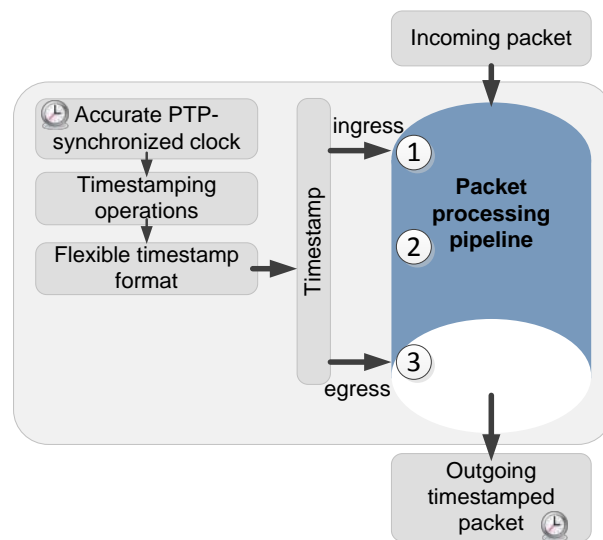 Incoming packet
Accurate PTP-
synchronized clock
Timestamping
operations
Flexible timestamp
format
Timestamp
ingress
1
Packet
processing
pipeline
2
3
egress
Outgoing
timestamped
packet